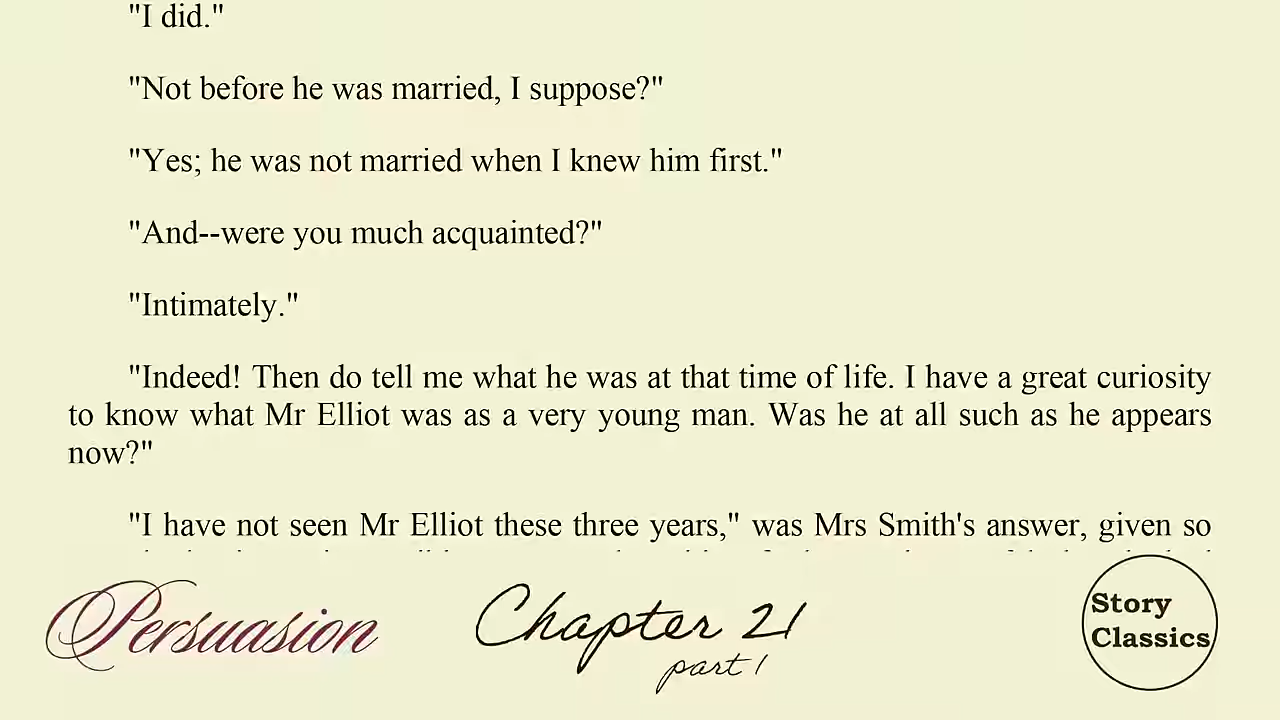 "I did."
"Not before he was married, I suppose?"
"Yes; he was not married when I knew him first."
"And--were you much acquainted?"
"Intimately."
"Indeed! Then do tell me what he was at that time of life. I have a great curiosity
to know what Mr Elliot was as a very young man. Was he at all such as he appears
now?"
"I have not seen Mr Elliot these three years," was Mrs Smith's answer, given so
Persuasion
Chapter 21
part 1
Story
Classics